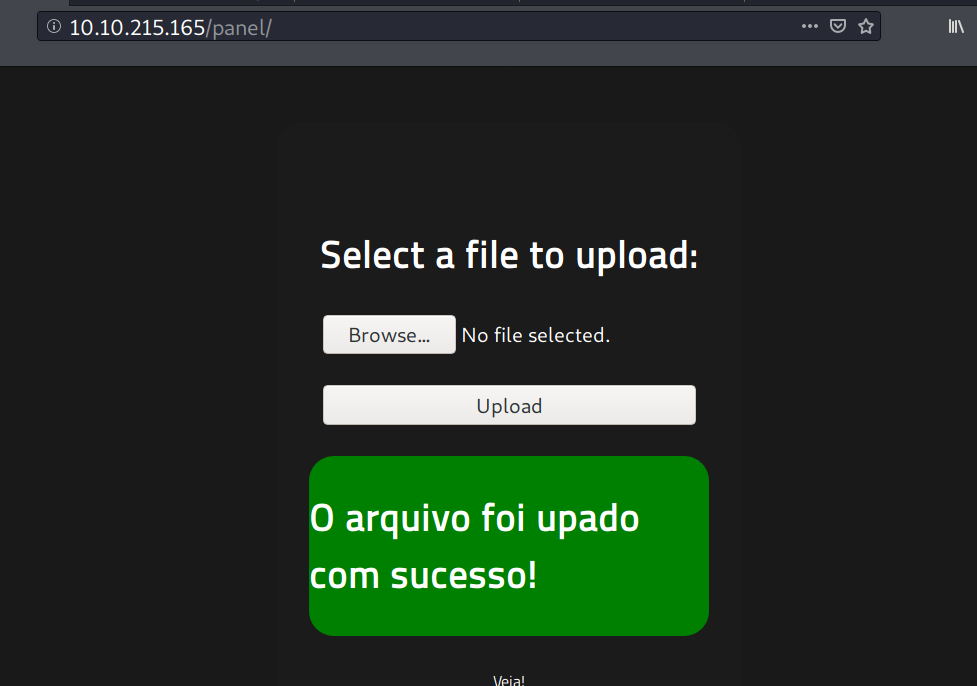 10.10.215.165/panel/
Select a file to upload:
Browse... No file selected.
Upload
O arquivo foi upado
com sucesso!
Veja!